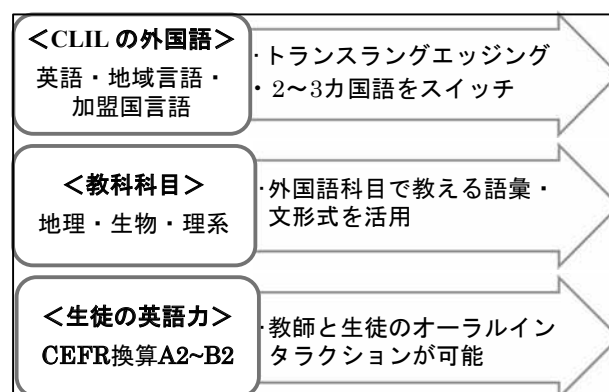 ＜CLIL の外国語＞
英語・地域言語・
加盟国言語
・トランスラングエッジング
・2～3カ国語をスイッチ
＜教科科目＞
地理・生物・理系
・外国語科目で教える語彙・
文形式を活用
＜生徒の英語力＞
CEFR換算A2~B2
・教師と生徒のオーラルイン
タラクションが可能